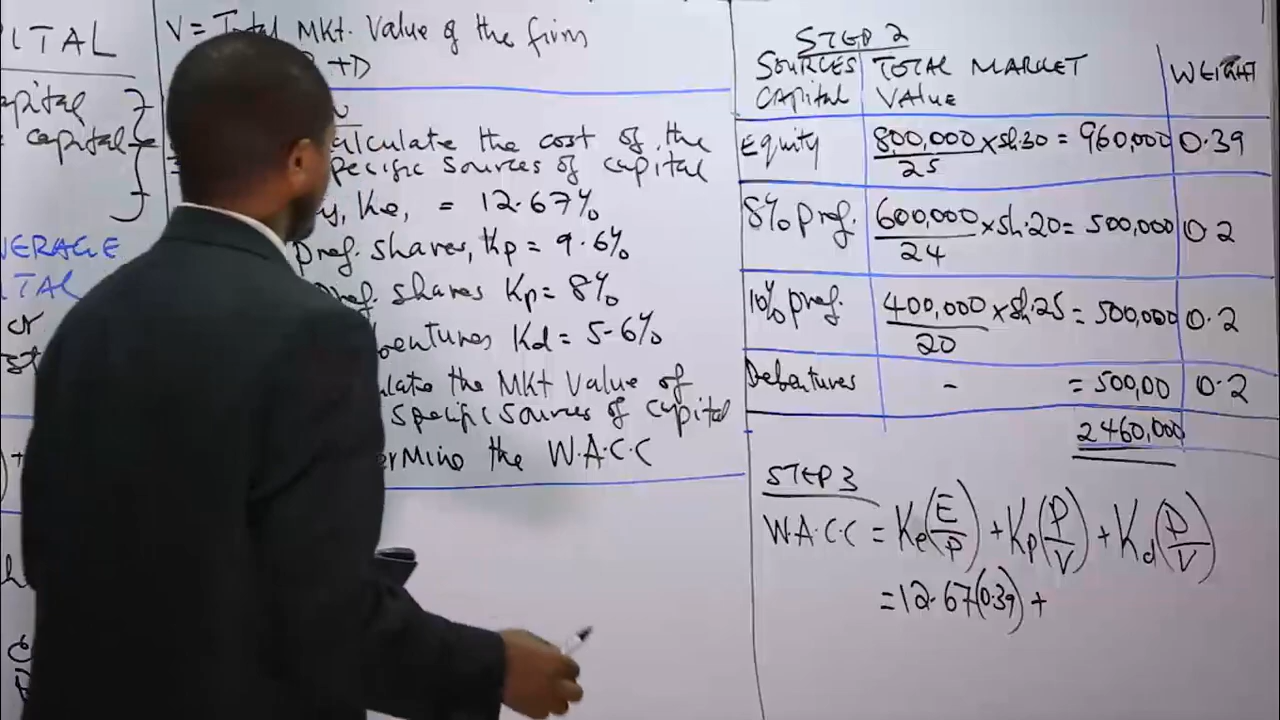 ITAL
apital
capital
ERAGE
ITAL
or
V = Total Mkt. Value of the firm
+D
alculate the cost of the
pecific sources of capital
y, Ke, = 12.67%
pref. shares, Kp = 9.6%
ref. shares Kp = 8%
bentures Kd = 5-6%
ulate the Mkt Value of
specific sources of capital
ermine the W.A.C.C
STEP 2
SOURCES CAPITAL TOTAL MARKET VALUE WEIGHT
Equity 800,000/25 x sh.30 = 960,000 0.39
8% pref. 600,000/24 x sh.20 = 500,000 0.2
10% pref. 400,000/20 x sh.25 = 500,000 0.2
Debentures - = 500,00 0.2
2460,000
STEP 3
W.A.C.C = Ke(E/P) + Kp(P/V) + Kd(D/V)
= 12.67(0.39) +